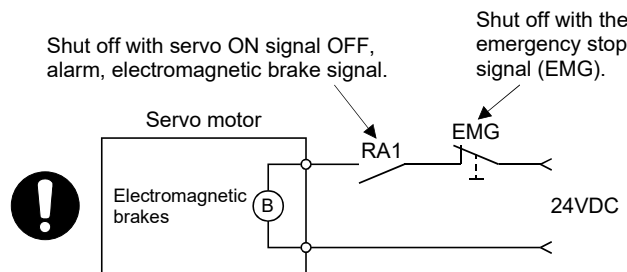 Shut off with servo ON signal OFF,
alarm, electromagnetic brake signal.
Shut off with the
emergency stop
signal (EMG).
Servo motor
RA1
EMG
Electromagnetic
brakes
B
24VDC